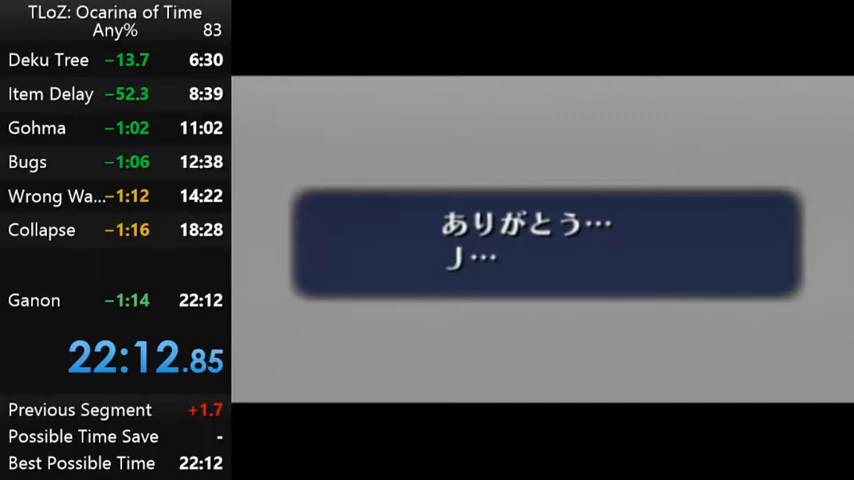 TLoZ: Ocarina of Time
Any% 83
Deku Tree -13.7 6:30
Item Delay -52.3 8:39
Gohma -1:02 11:02
Bugs -1:06 12:38
Wrong Wa... -1:12 14:22
Collapse -1:16 18:28
Ganon -1:14 22:12
22:12.85
Previous Segment +1.7
Possible Time Save -
Best Possible Time 22:12
ありがとう…
J…